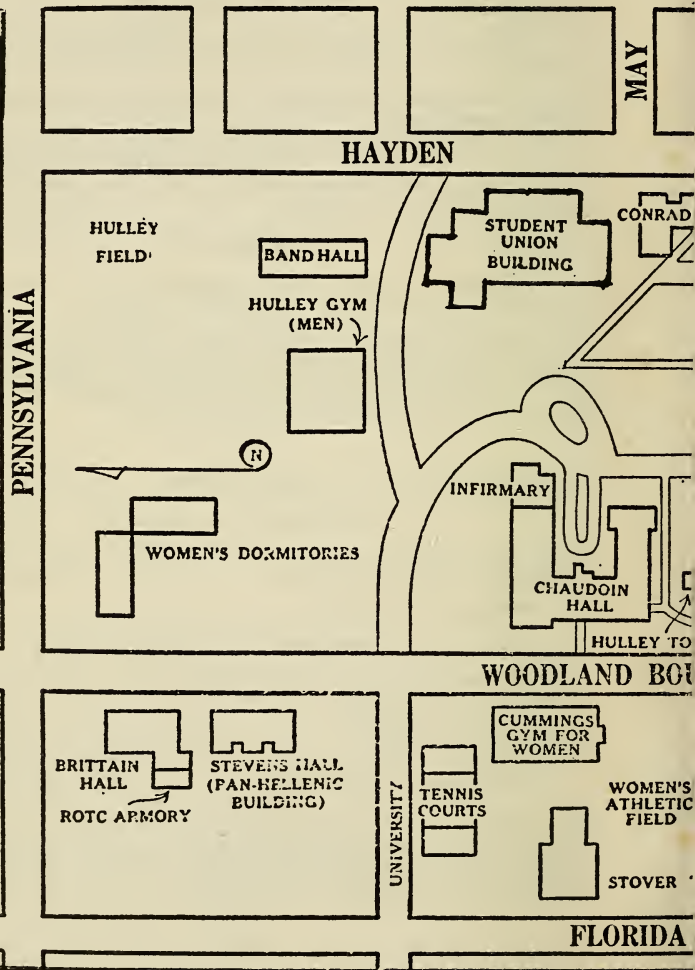 MAY
HAYDEN
HULLEY
FIELD
BAND HALL
STUDENT
UNION
BUILDING
CONRAD
HULLEY GYM
(MEN)
PENNSYLVANIA
N
INFIRMARY
WOMEN'S DORMITORIES
CHAUDOIN
HALL
HULLEY TO
WOODLAND BOU
BRITTAIN
HALL
ROTC ARMORY
STEVENS HALL
(PAN-HELLENIC
BUILDING)
UNIVERSITY
CUMMINGS
GYM FOR
WOMEN
TENNIS
COURTS
WOMEN'S
ATHLETIC
FIELD
STOVER
FLORIDA